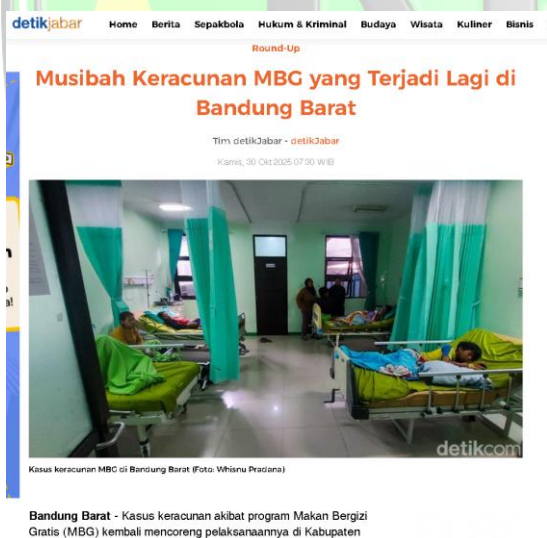 detikjabar Home Berita Sepakbola Hukum & Kriminal Budaya Wisata Kuliner Bisnis
Round-Up
Musibah Keracunan MBG yang Terjadi Lagi di
Bandung Barat
Tim detikJabar - detikJabar
Kamis, 30 Okt 2025 07:30 WIB
detikcom
Kasus keracunan MBG di Bandung Barat (Foto: Whisnu Pradana)
Bandung Barat - Kasus keracunan akibat program Makan Bergizi
Gratis (MBG) kembali mencoreng pelaksanaannya di Kabupaten